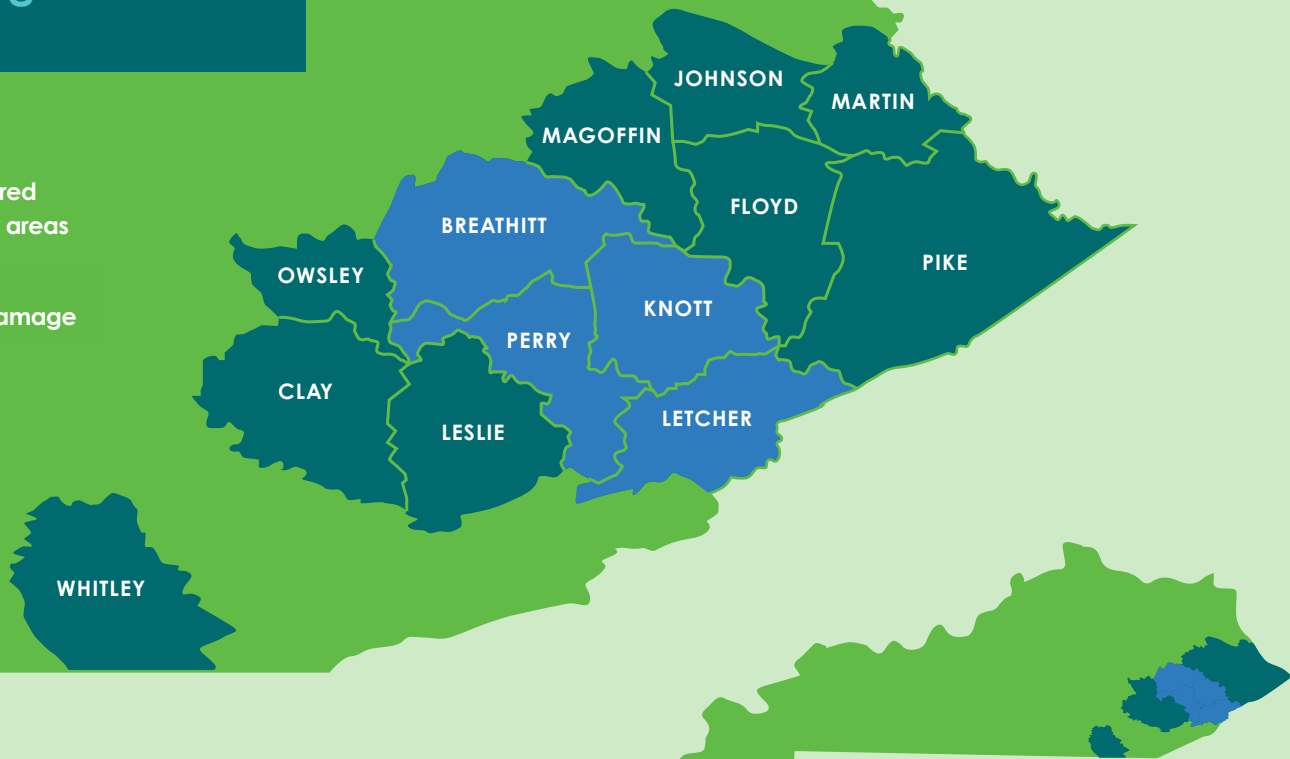 red
areas
amage
JOHNSON
MARTIN
MAGOFFIN
FLOYD
BREATHITT
PIKE
OWSLEY
KNOTT
PERRY
CLAY
LETCHER
LESLIE
WHITLEY